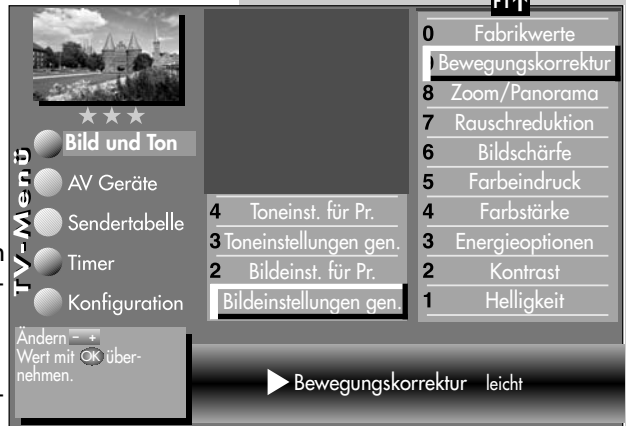 TV-Menü
Bild und Ton
AV Geräte
Sendertabelle
Timer
Konfiguration
4 Toneinst. für Pr.
3 Toneinstellungen gen.
2 Bildeinst. für Pr.
Bildeinstellungen gen.
0 Fabrikwerte
Bewegungskorrektur
8 Zoom/Panorama
7 Rauschreduktion
6 Bildschärfe
5 Farbeindruck
4 Farbstärke
3 Energieoptionen
2 Kontrast
1 Helligkeit
Ändern - +
Wert mit OK über-
nehmen.
Bewegungskorrektur leicht